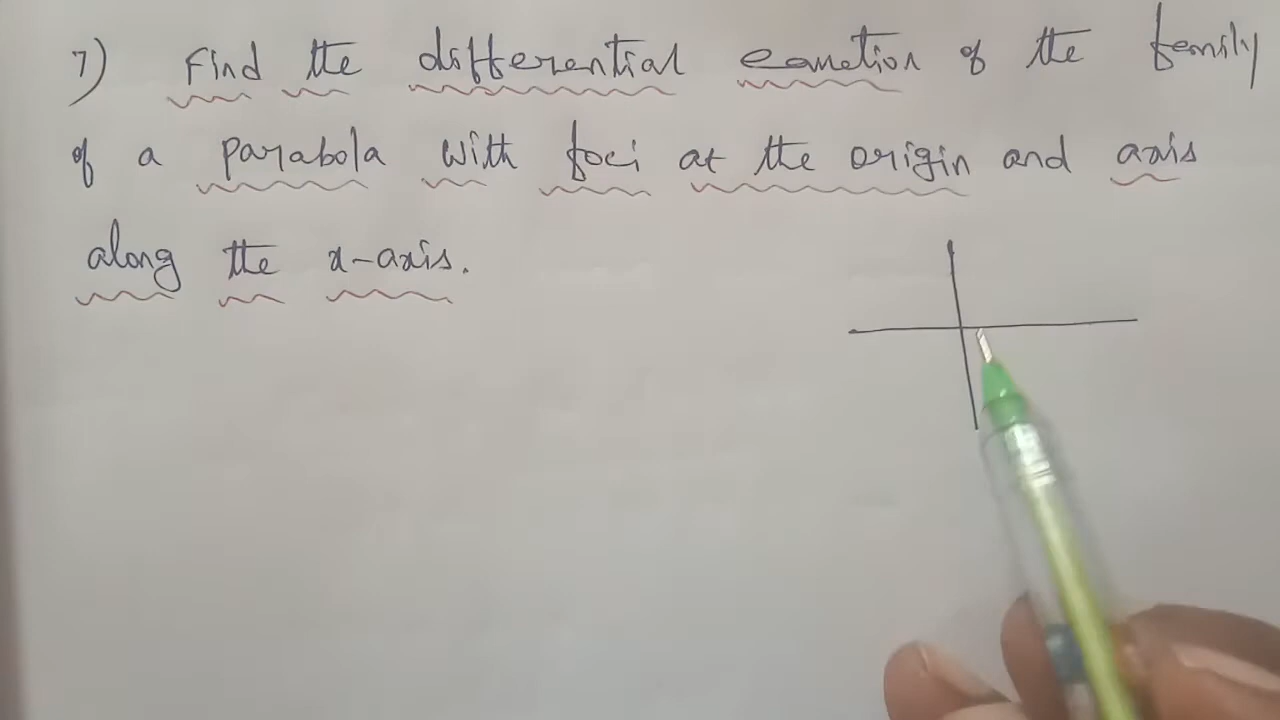 7) Find the differential equation of the family
of a parabola with foci at the origin and axis
along the x-axis.